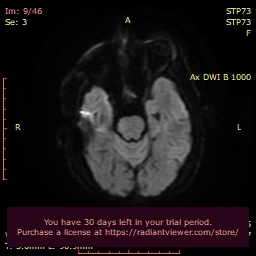 Im: 9/46
Se: 3
A
STP73
STP73
F
Ax DWI B 1000
R
L
You have 30 days left in your trial period.
Purchase a license at https://radiantviewer.com/store/